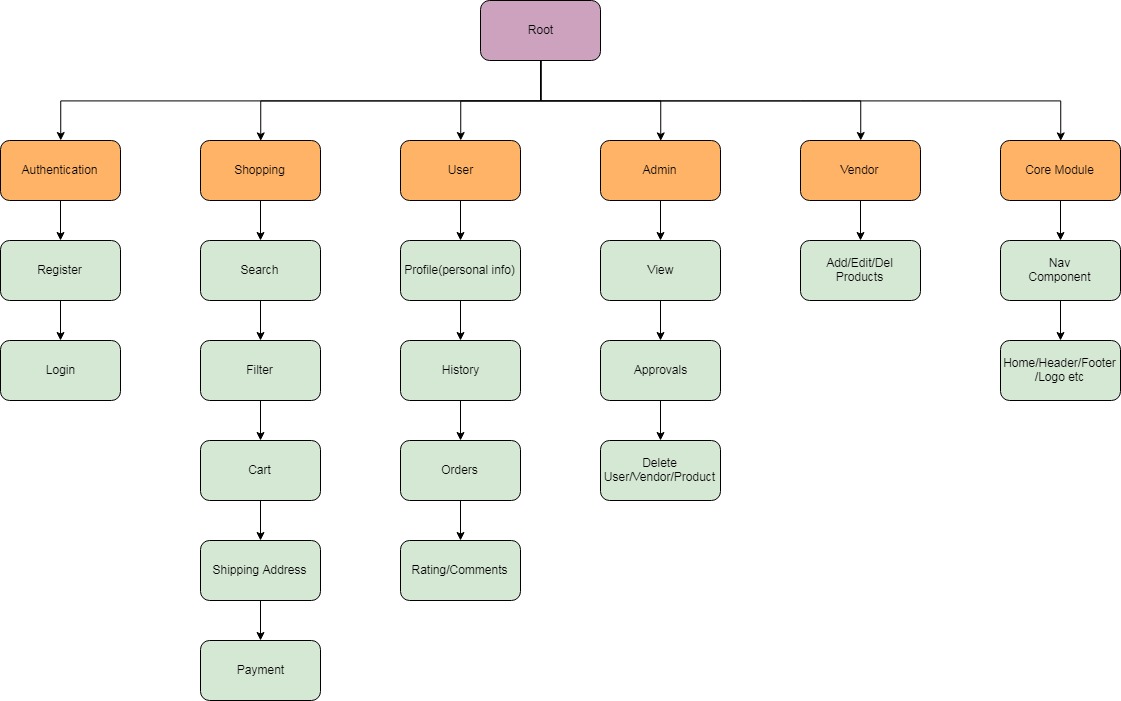 Root
Authentication
Shopping
User
Admin
Vendor
Core Module
Register
Search
Profile(personal info)
View
Add/Edit/Del
Products
Nav
Component
Login
Filter
History
Approvals
Home/Header/Footer
/Logo etc
Cart
Orders
Delete
User/Vendor/Product
Shipping Address
Rating/Comments
Payment